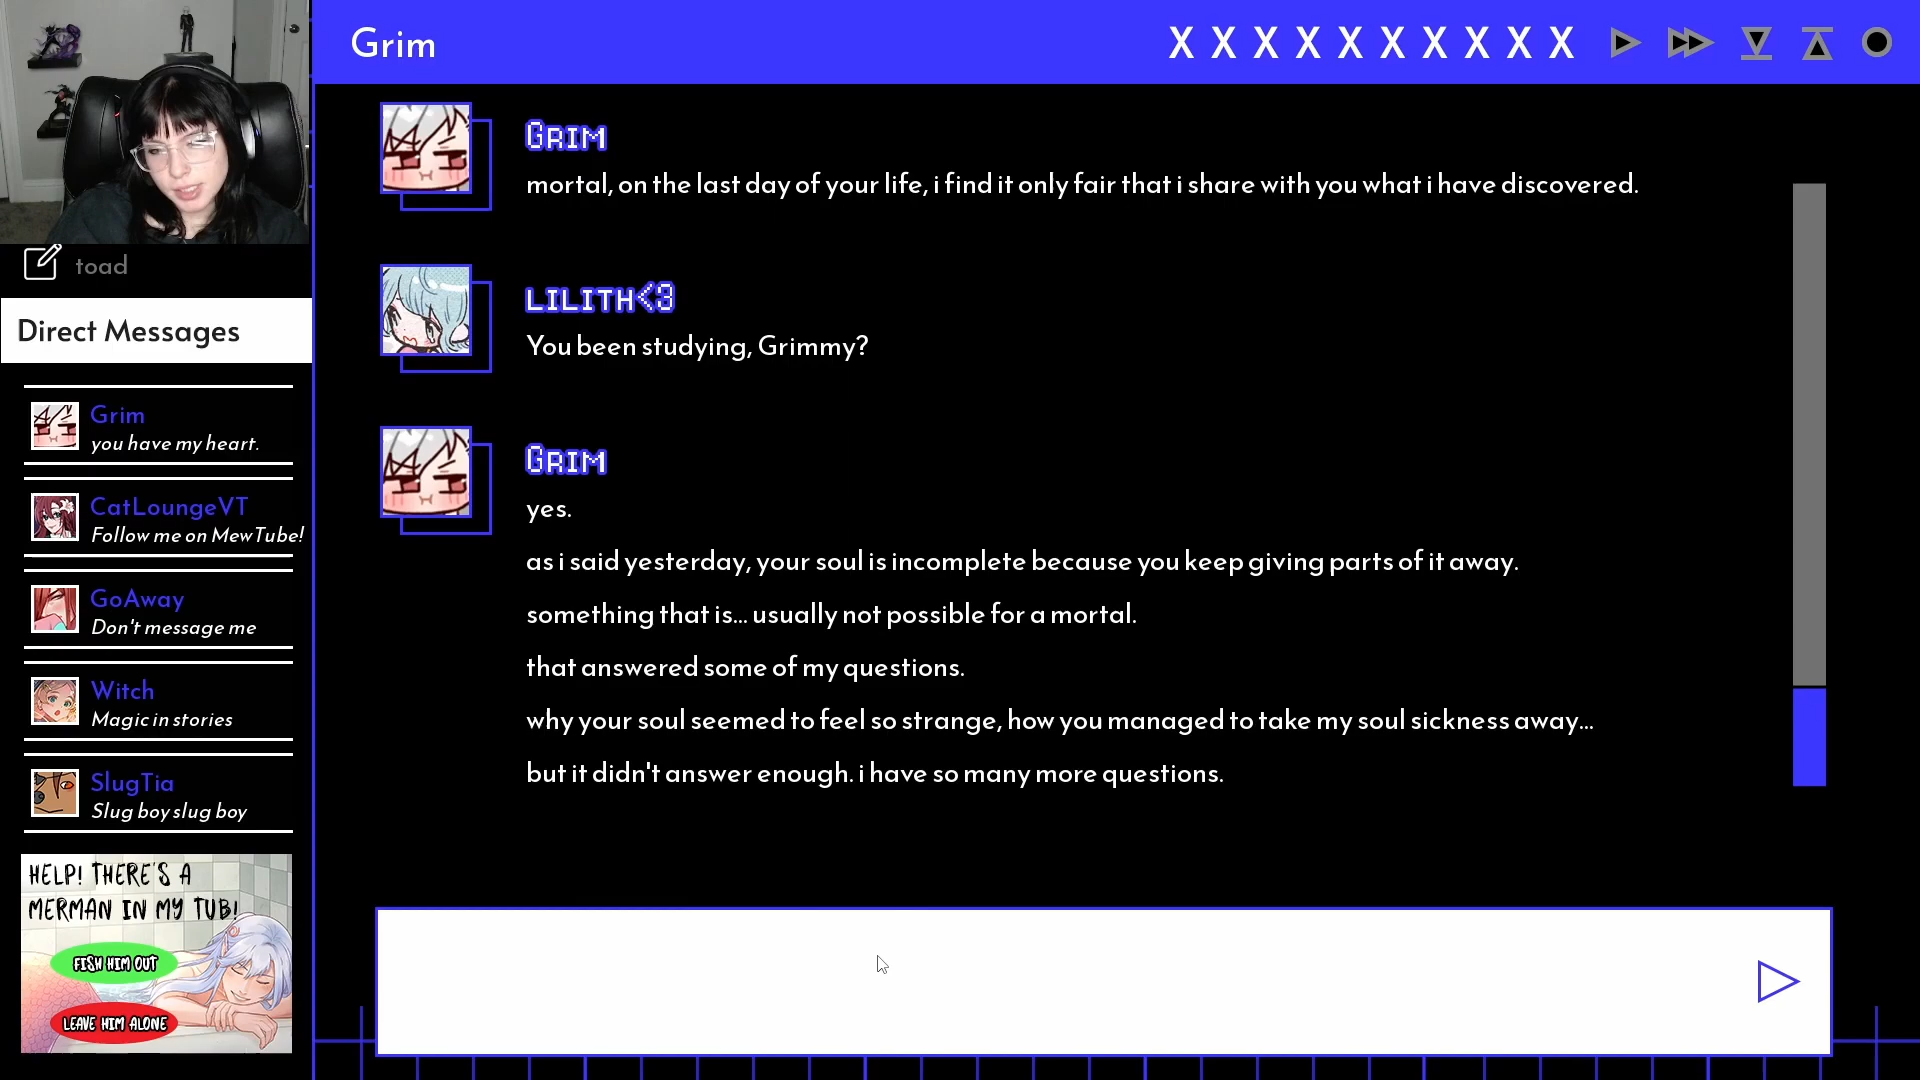 Grim
X X X X X X X X X X
Grim
mortal, on the last day of your life, i find it only fair that i share with you what i have discovered.
LILITH<3
You been studying, Grimmy?
Grim
yes.
as i said yesterday, your soul is incomplete because you keep giving parts of it away.
something that is... usually not possible for a mortal.
that answered some of my questions.
why your soul seemed to feel so strange, how you managed to take my soul sickness away...
but it didn't answer enough. i have so many more questions.
toad
Direct Messages
Grim
you have my heart.
CatLoungeVT
Follow me on MewTube!
GoAway
Don't message me
Witch
Magic in stories
SlugTia
Slug boy slug boy
HELP! THERE'S A
MERMAN IN MY TUB!
FISH HIM OUT
LEAVE HIM ALONE